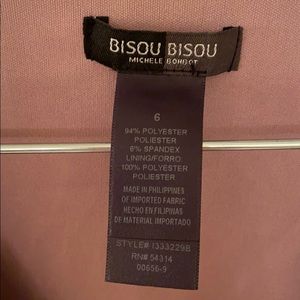 BISOU BISOU
MICHELE BOHBOT
6
94% POLYESTER
POLIESTER
6% SPANDEX
LINING/FORRO:
100% POLYESTER
POLIESTER
MADE IN PHILIPPINES
OF IMPORTED FABRIC
HECHO EN FILIPINAS
DE MATERIAL IMPORTADO
STYLE# I333229B
RN# 54314
00656-9